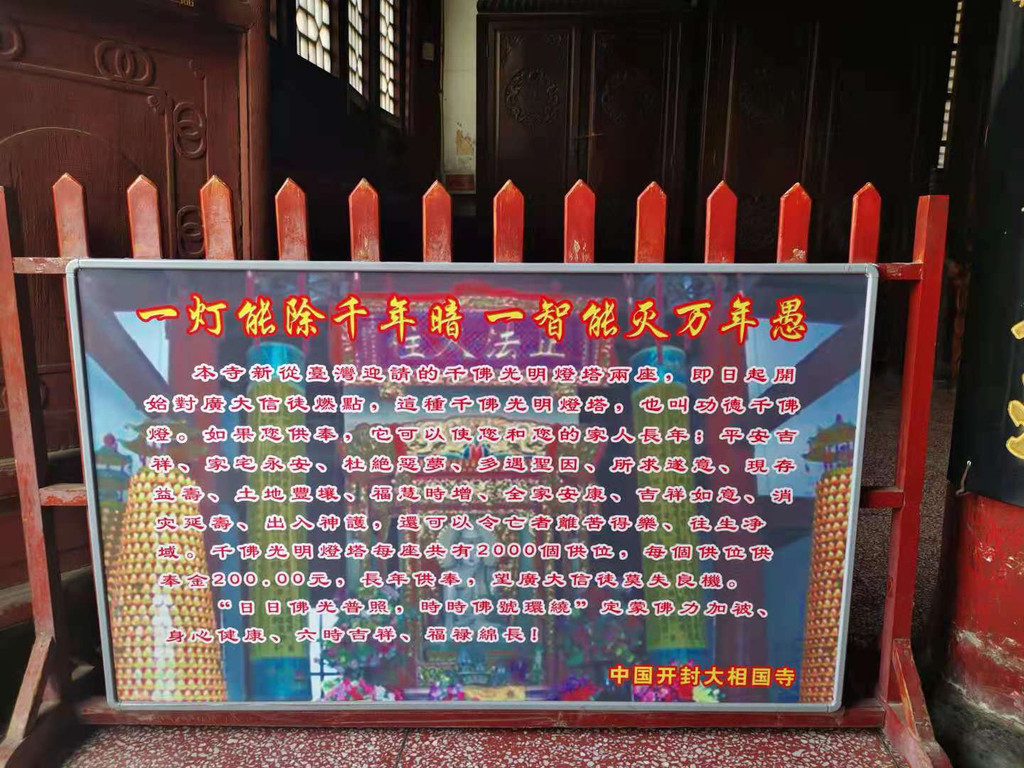 一灯能除千年暗 一智能灭万年愚
本寺新從臺灣迎請的千佛光明燈塔兩座，即日起開
始對廣大信徒燃點，這種千佛光明燈塔，也叫功德千佛
燈。如果您供奉，它可以使您和您的家人長年：平安吉
祥、家宅永安、杜絶惡夢、多遇聖因、所求遂意、現存
益壽、土地豐壤、福慧時增、全家安康、吉祥如意、消
灾延壽、出入神護，還可以令亡者離苦得樂、往生净
域。千佛光明燈塔每座共有2000個供位，每個供位供
奉金200.00元，長年供奉，望廣大信徒莫失良機。
“日日佛光普照，時時佛號環繞”定蒙佛力加被、
身心健康、六時吉祥、福禄綿長！
中国开封大相国寺